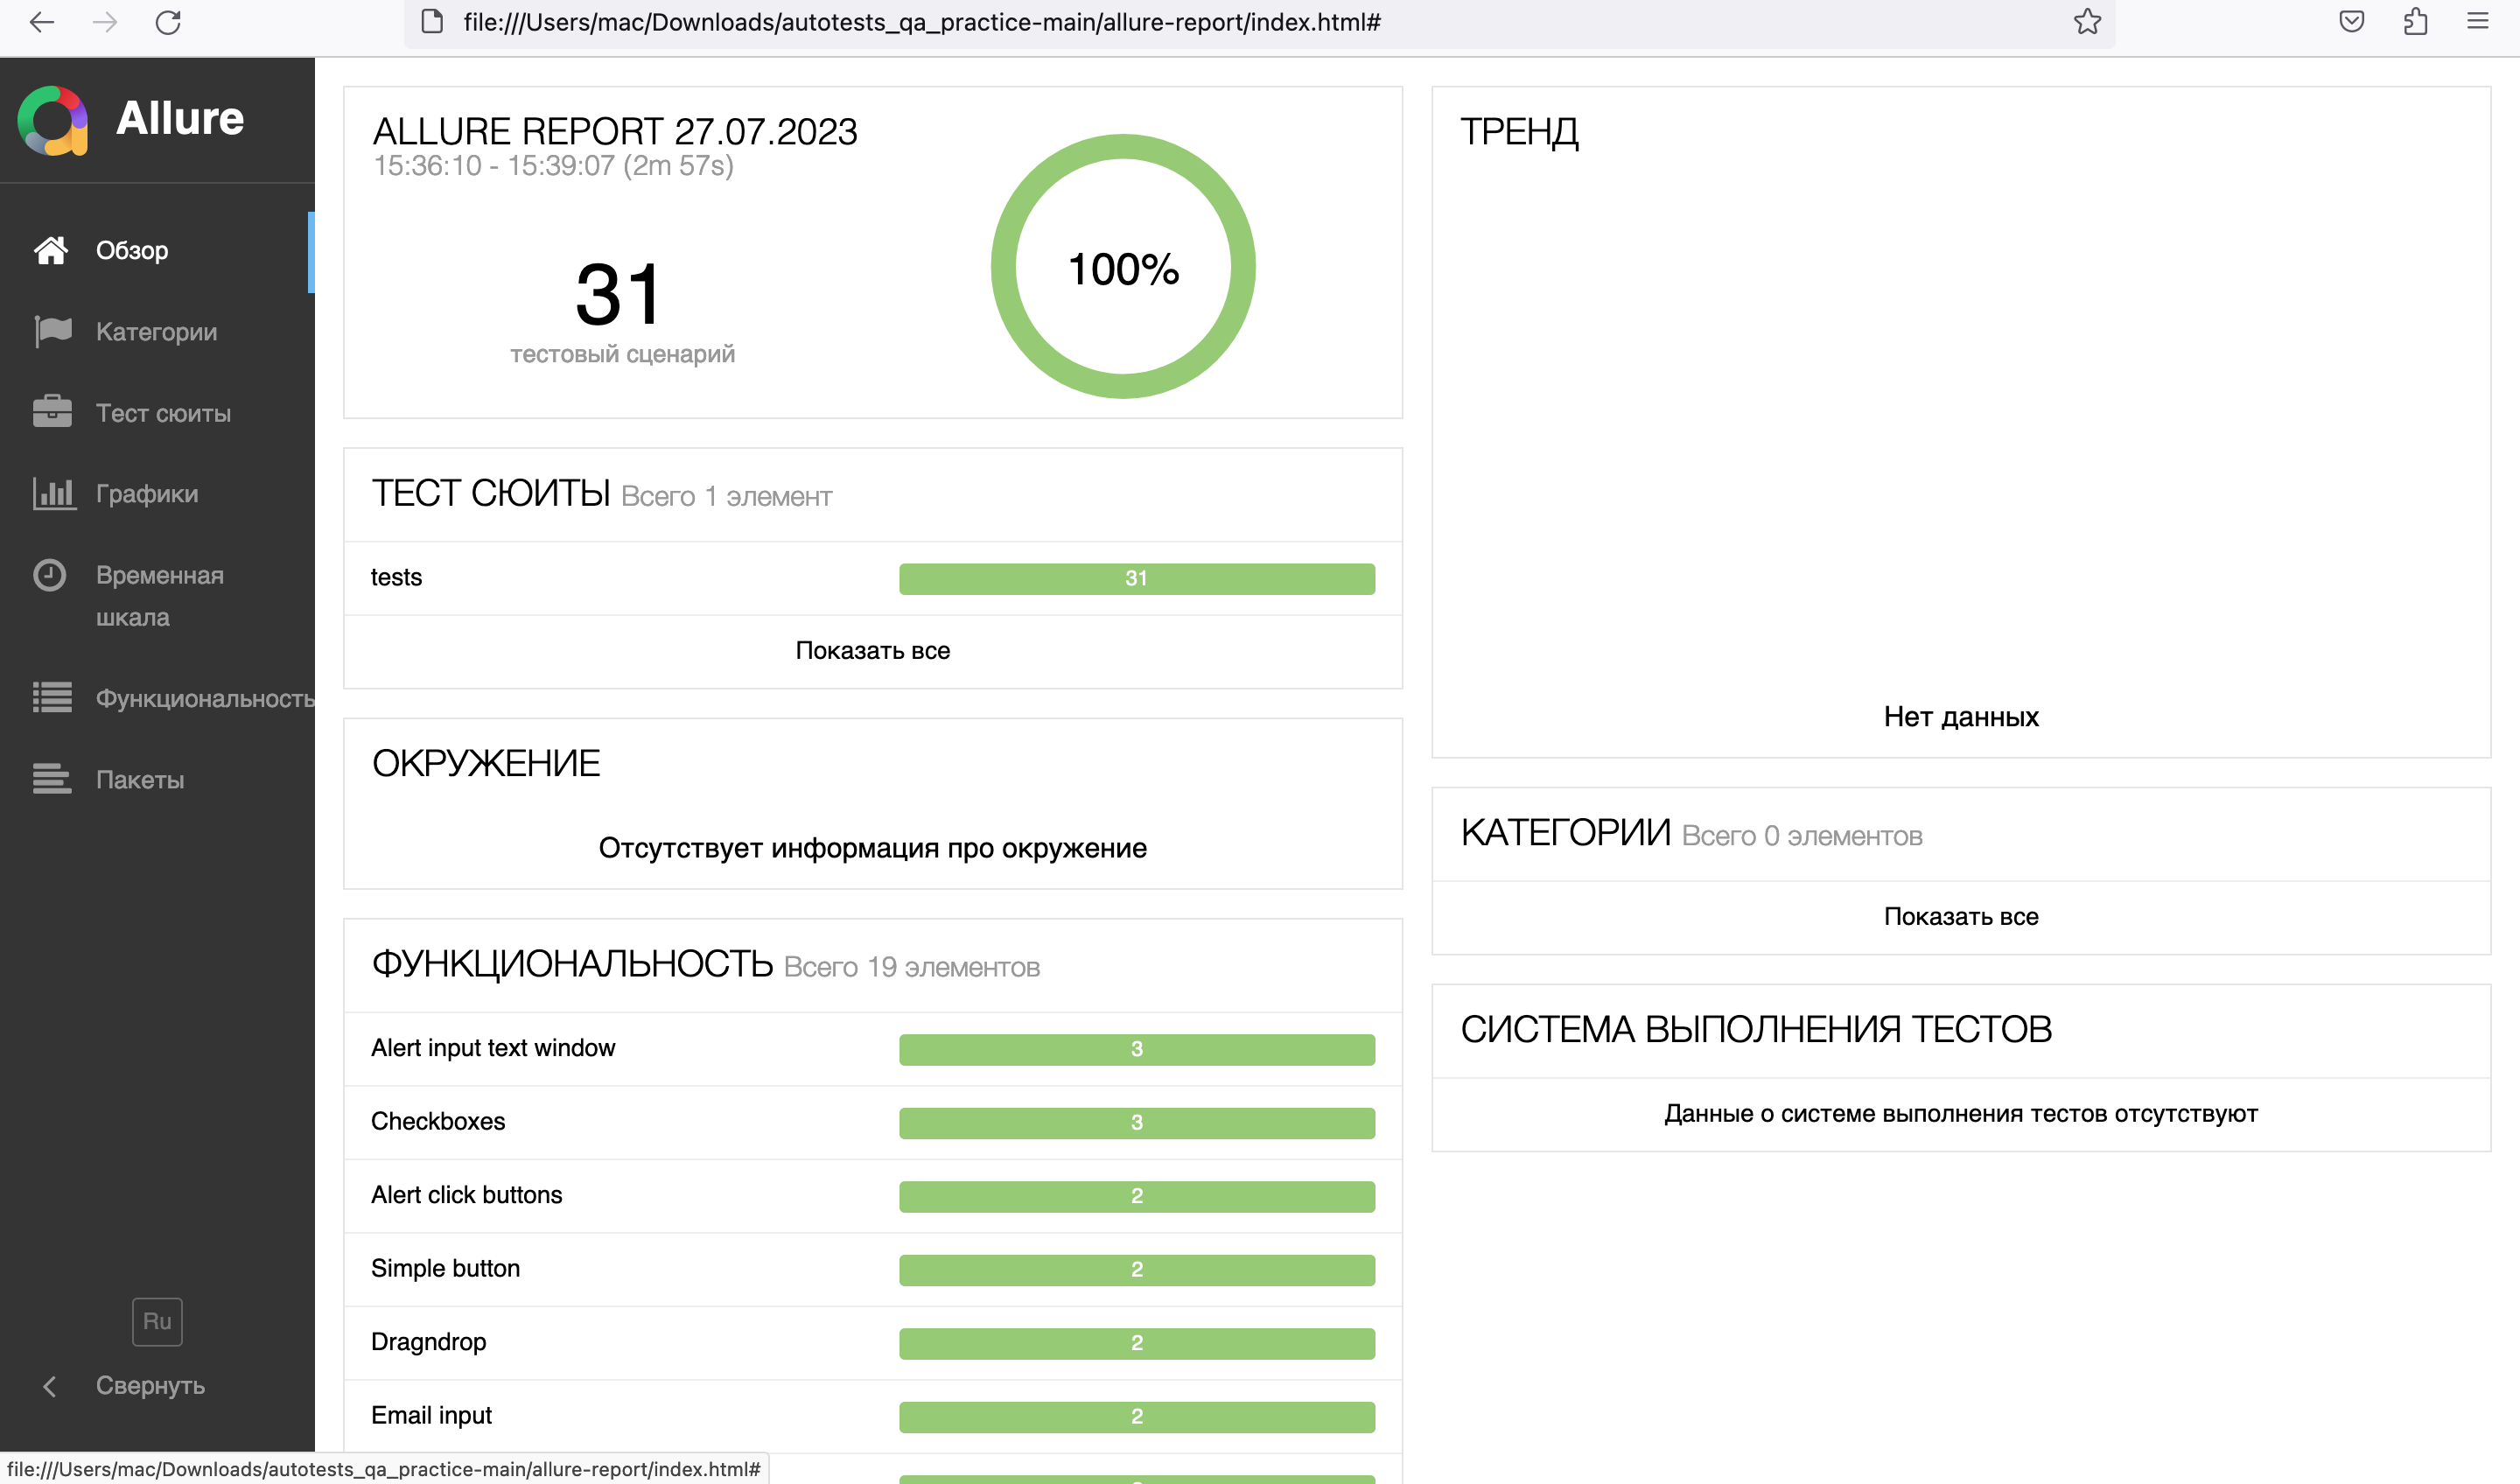 file:///Users/mac/Downloads/autotests_qa_practice-main/allure-report/index.html#
Allure
Обзор
Категории
Тест сюиты
Графики
Временная
шкала
Функциональность
Пакеты
Ru
Свернуть
ALLURE REPORT 27.07.2023
15:36:10 - 15:39:07 (2m 57s)
31
тестовый сценарий
100%
ТЕСТ СЮИТЫ Всего 1 элемент
tests 31
Показать все
ОКРУЖЕНИЕ
Отсутствует информация про окружение
ФУНКЦИОНАЛЬНОСТЬ Всего 19 элементов
Alert input text window 3
Checkboxes 3
Alert click buttons 2
Simple button 2
Dragndrop 2
Email input 2
ТРЕНД
Нет данных
КАТЕГОРИИ Всего 0 элементов
Показать все
СИСТЕМА ВЫПОЛНЕНИЯ ТЕСТОВ
Данные о системе выполнения тестов отсутствуют
file:///Users/mac/Downloads/autotests_qa_practice-main/allure-report/index.html#